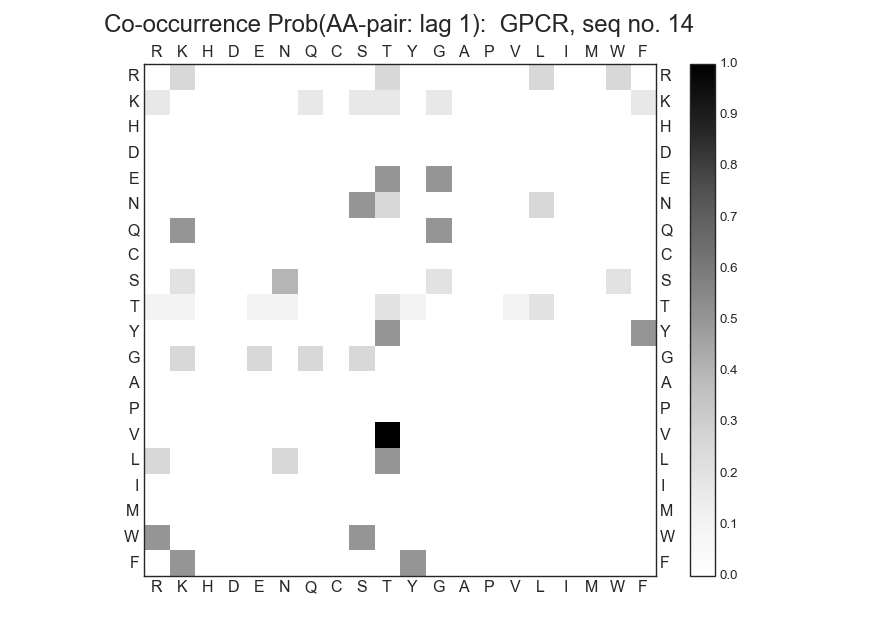 Co-occurrence Prob(AA-pair: lag 1):  GPCR, seq no. 14
R K H D E N Q C S T Y G A P V L I M W F
R R 1.0
K K
H H 0.9
D D
E E 0.8
N N 0.7
Q Q
C C 0.6
S S
T T 0.5
Y Y
G G 0.4
A A
P P 0.3
V V
L L 0.2
I I
M M 0.1
W W
F F 0.0
R K H D E N Q C S T Y G A P V L I M W F